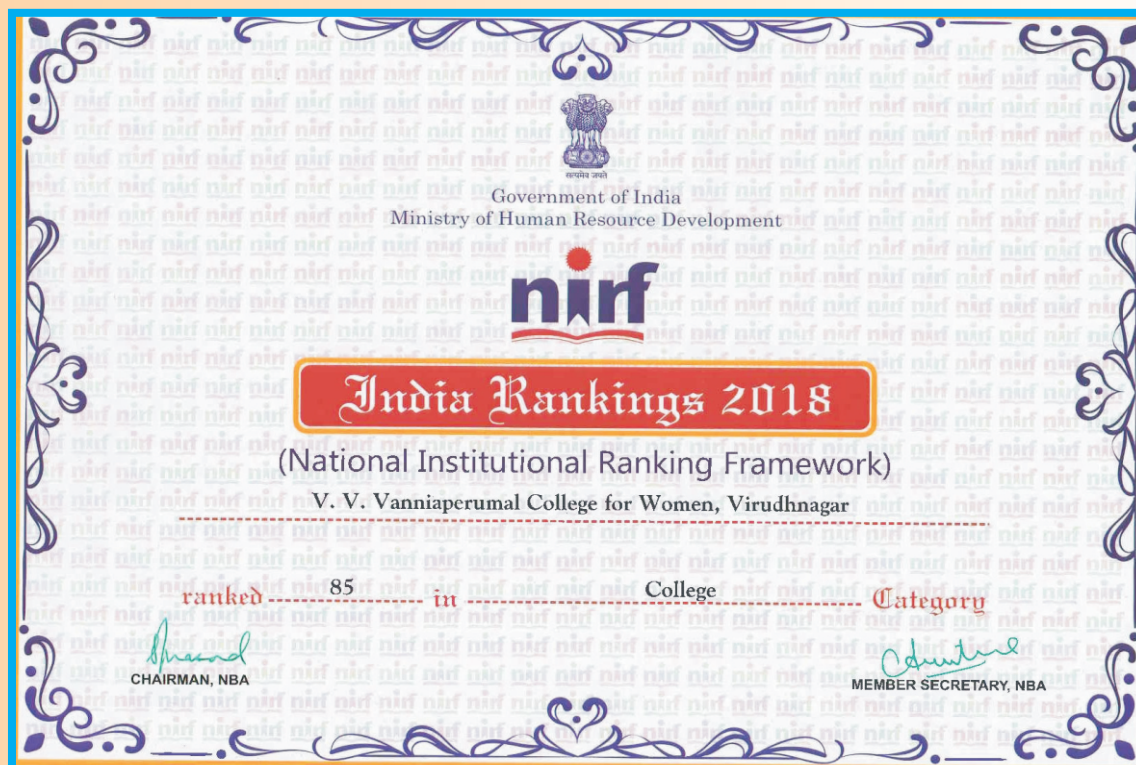 सत्यमेव जयते
Government of India
Ministry of Human Resource Development
nirf
India Rankings 2018
(National Institutional Ranking Framework)
V. V. Vanniaperumal College for Women, Virudhnagar
ranked 85 in College Category
CHAIRMAN, NBA
MEMBER SECRETARY, NBA